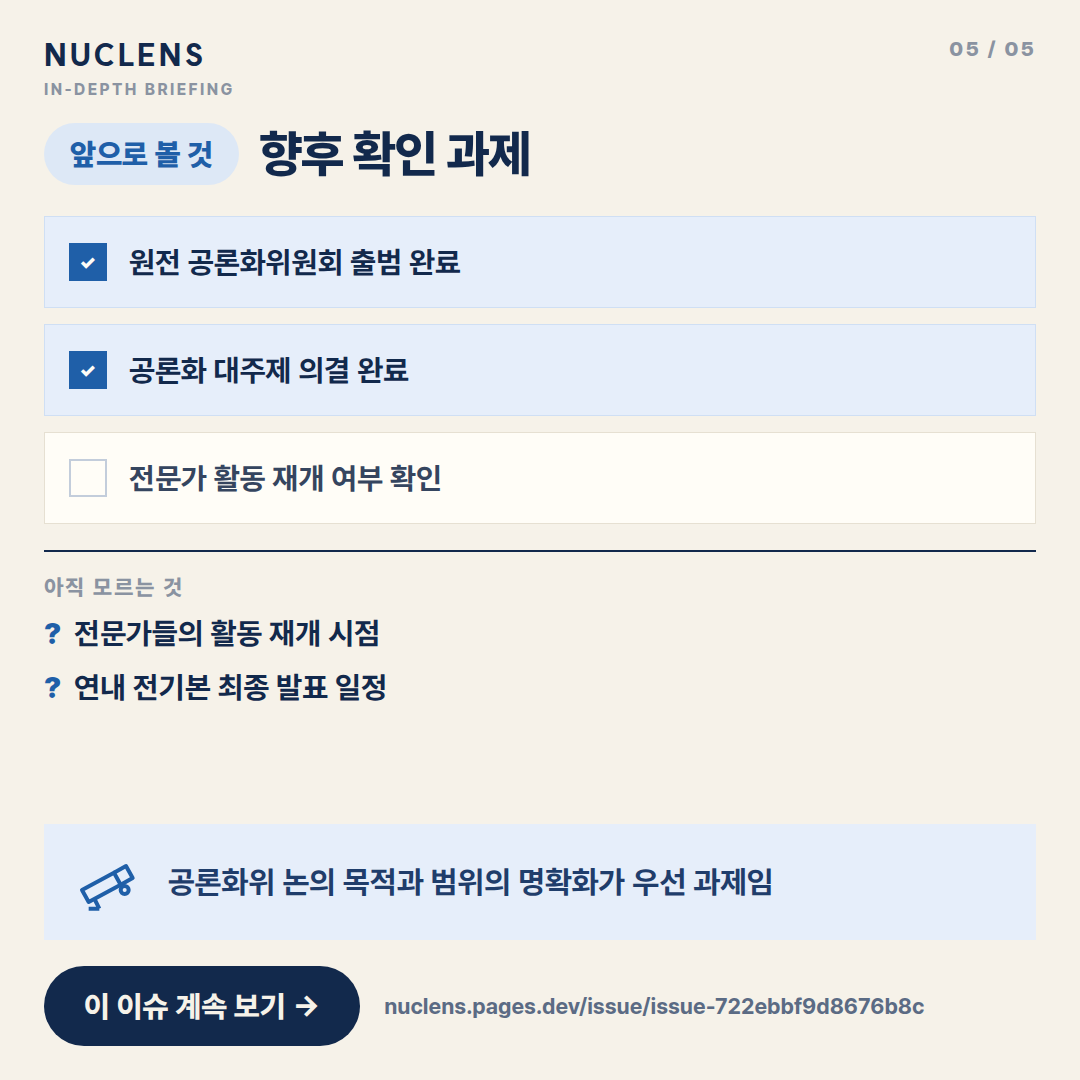 NUCLENS
05 / 05
IN-DEPTH BRIEFING
앞으로 볼 것
향후 확인 과제
원전 공론화위원회 출범 완료
공론화 대주제 의결 완료
전문가 활동 재개 여부 확인
아직 모르는 것
? 전문가들의 활동 재개 시점
? 연내 전기본 최종 발표 일정
공론화위 논의 목적과 범위의 명확화가 우선 과제임
이 이슈 계속 보기 →
nuclens.pages.dev/issue/issue-722ebbf9d8676b8c